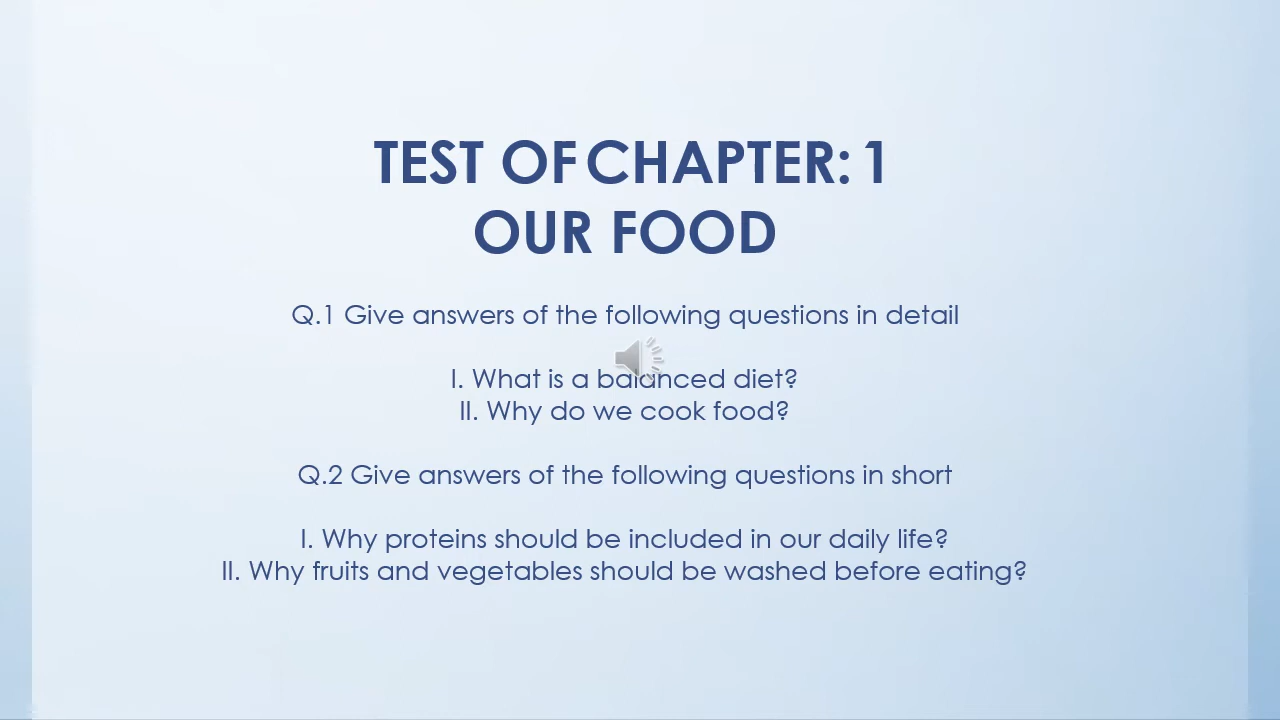 TEST OF CHAPTER: 1
OUR FOOD
Q.1 Give answers of the following questions in detail
I. What is a balanced diet?
II. Why do we cook food?
Q.2 Give answers of the following questions in short
I. Why proteins should be included in our daily life?
II. Why fruits and vegetables should be washed before eating?